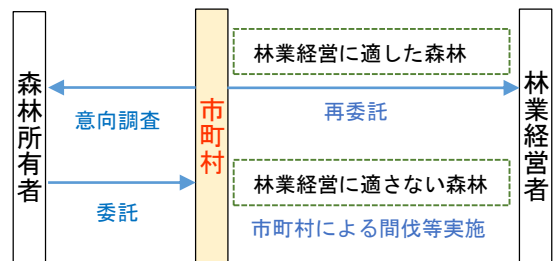 森林所有者
意向調査
委託
市町村
林業経営に適した森林
再委託
林業経営に適さない森林
市町村による間伐等実施
林業経営者